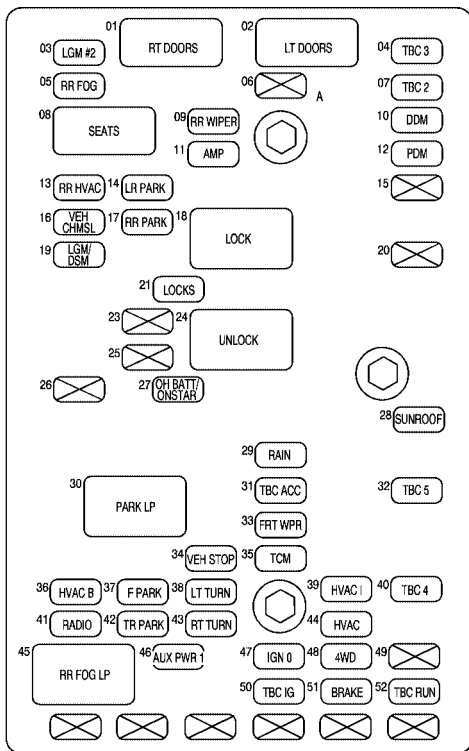 01 RT DOORS
02 LT DOORS
03 LGM #2
04 TBC 3
05 RR FOG
06
A
07 TBC 2
08 SEATS
09 RR WIPER
10 DDM
11 AMP
12 PDM
13 RR HVAC
14 LR PARK
15
16 VEH
CHMSL
17 RR PARK
18 LOCK
19 LGM/
DSM
20
21 LOCKS
23
24 UNLOCK
25
26
27 OH BATT/
ONSTAR
28 SUNROOF
29 RAIN
30 PARK LP
31 TBC ACC
32 TBC 5
33 FRT WPR
34 VEH STOP
35 TCM
36 HVAC B
37 F PARK
38 LT TURN
39 HVAC I
40 TBC 4
41 RADIO
42 TR PARK
43 RT TURN
44 HVAC
45 RR FOG LP
46 AUX PWR 1
47 IGN 0
48 4WD
49
50 TBC IG
51 BRAKE
52 TBC RUN